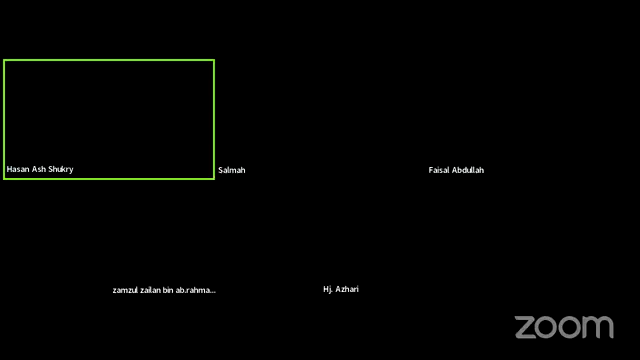 Hasan Ash Shukry
Salmah
Faisal Abdullah
zamzul zailan bin ab.rahma...
Hj. Azhari
zoom